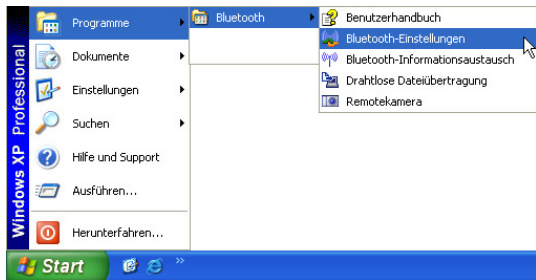 Windows XP Professional
Programme
Dokumente
Einstellungen
Suchen
Hilfe und Support
Ausführen...
Herunterfahren...
Bluetooth
Benutzerhandbuch
Bluetooth-Einstellungen
Bluetooth-Informationsaustausch
Drahtlose Dateiübertragung
Remotekamera
Start
»